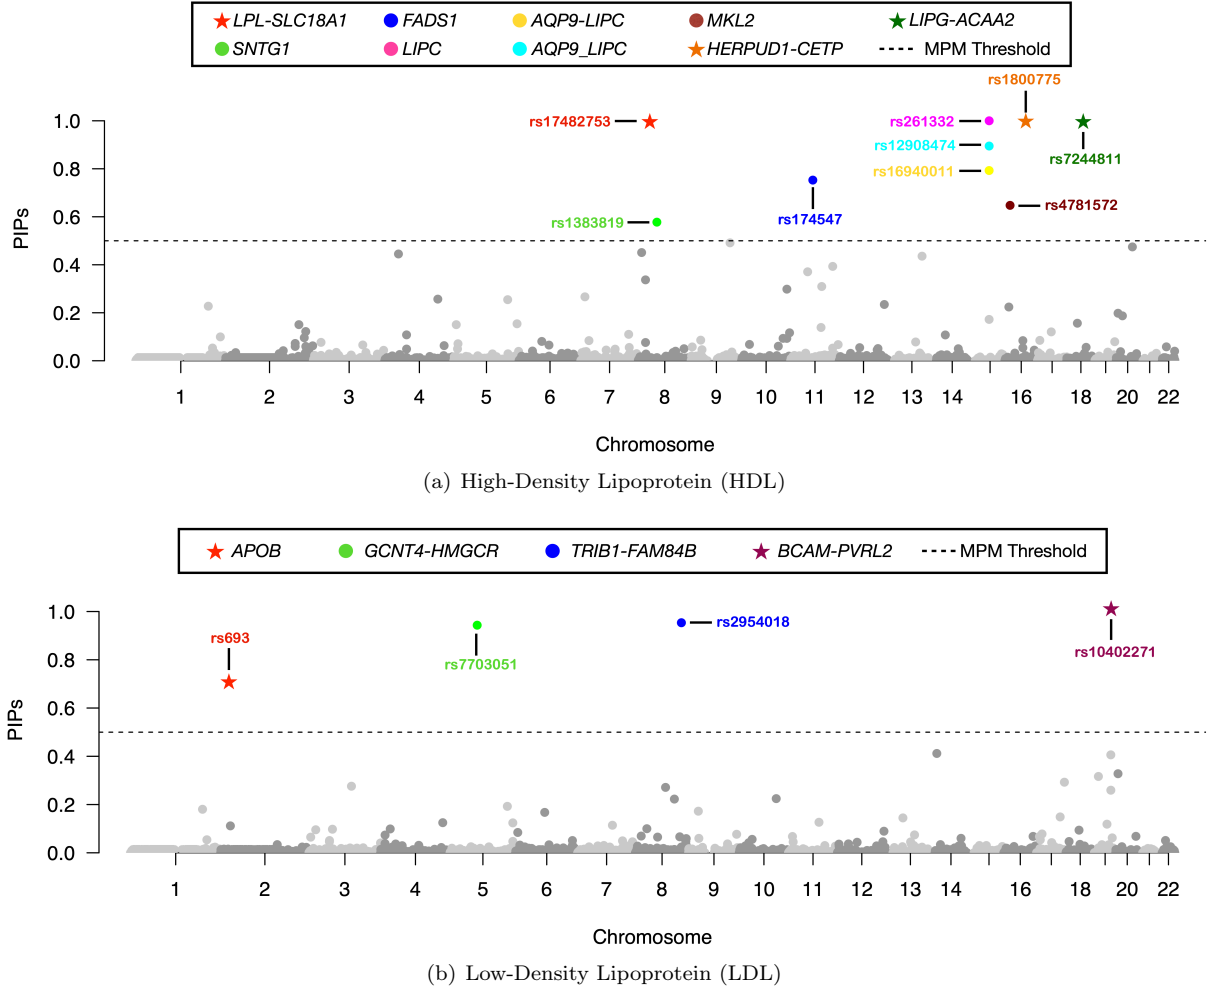 LPL-SLC18A1 FADS1 AQP9-LIPC MKL2 LIPG-ACAA2
SNTG1 LIPC AQP9_LIPC HERPUD1-CETP MPM Threshold
rs1800775
1.0 rs17482753 rs261332
rs12908474
rs7244811
0.8 rs16940011
rs4781572
0.6 rs1383819 rs174547
PIPs
0.4
0.2
0.0
1 2 3 4 5 6 7 8 9 10 11 12 13 14 16 18 20 22
Chromosome
(a) High-Density Lipoprotein (HDL)
APOB GCNT4-HMGCR TRIB1-FAM84B BCAM-PVRL2 MPM Threshold
1.0
rs2954018
rs693
rs10402271
0.8 rs7703051
0.6
PIPs
0.4
0.2
0.0
1 2 3 4 5 6 7 8 9 10 11 12 13 14 16 18 20 22
Chromosome
(b) Low-Density Lipoprotein (LDL)